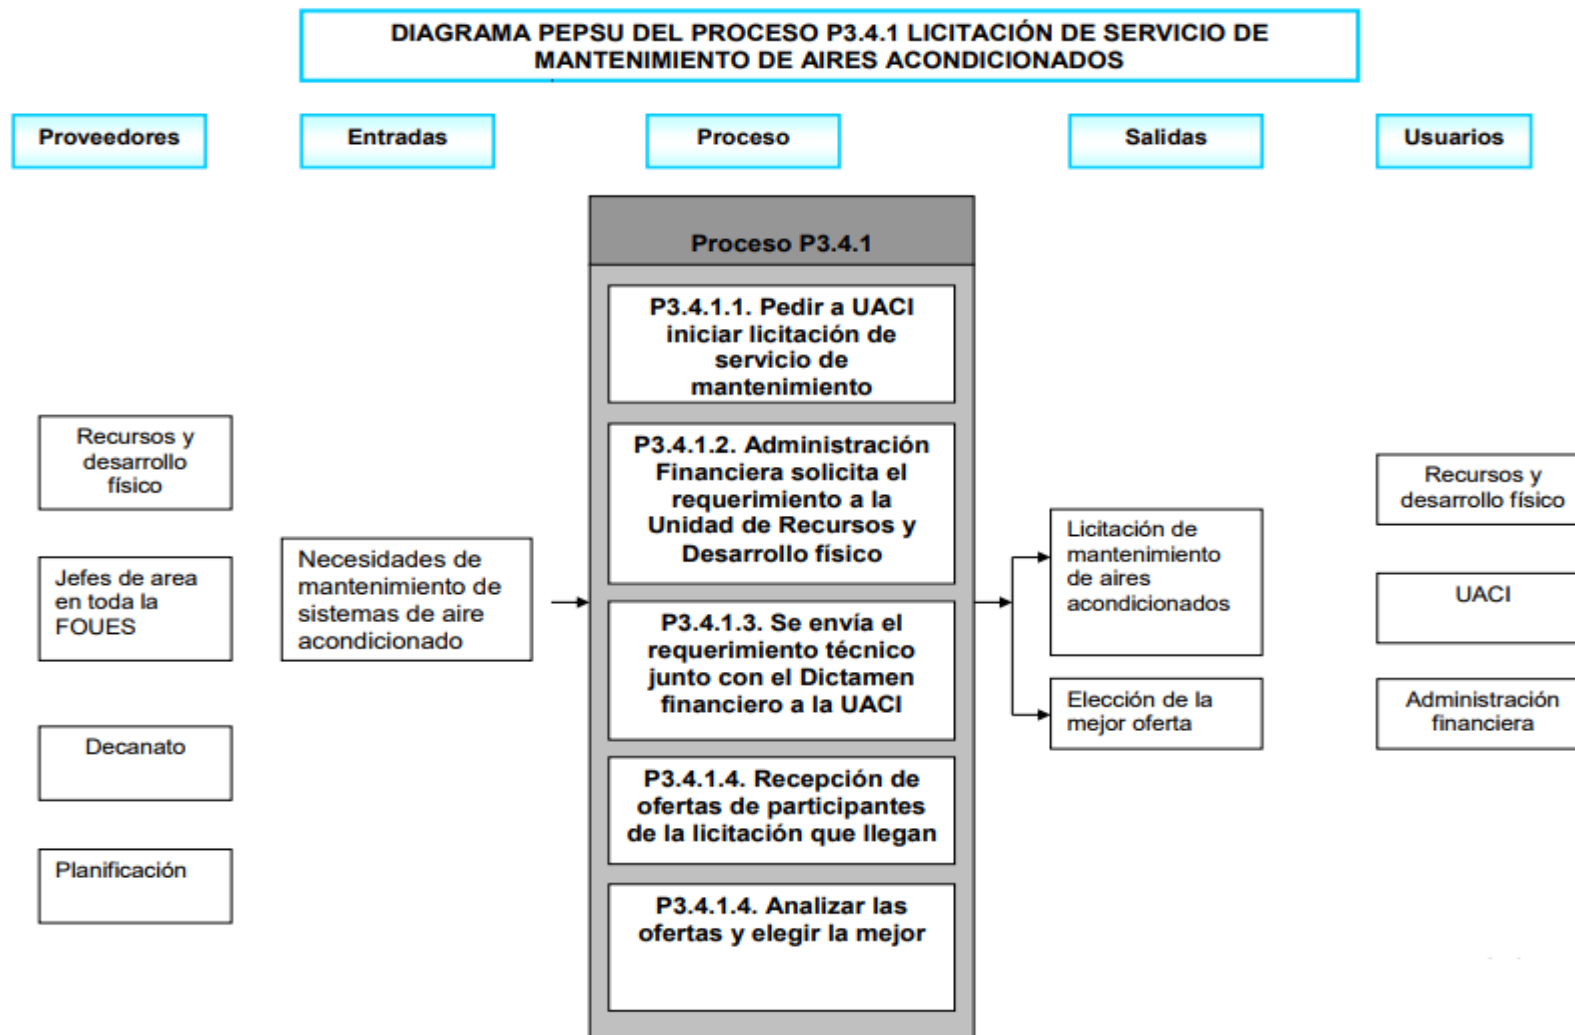 DIAGRAMA PEPSU DEL PROCESO P3.4.1 LICITACIÓN DE SERVICIO DE
MANTENIMIENTO DE AIRES ACONDICIONADOS
Proveedores
Entradas
Proceso
Salidas
Usuarios
Recursos y
desarrollo
físico
Jefes de area
en toda la
FOUES
Decanato
Planificación
Necesidades de
mantenimiento de
sistemas de aire
acondicionado
Proceso P3.4.1
P3.4.1.1. Pedir a UACI
iniciar licitación de
servicio de
mantenimiento
P3.4.1.2. Administración
Financiera solicita el
requerimiento a la
Unidad de Recursos y
Desarrollo físico
P3.4.1.3. Se envía el
requerimiento técnico
junto con el Dictamen
financiero a la UACI
P3.4.1.4. Recepción de
ofertas de participantes
de la licitación que llegan
P3.4.1.4. Analizar las
ofertas y elegir la mejor
Licitación de
mantenimiento
de aires
acondicionados
Elección de la
mejor oferta
Recursos y
desarrollo físico
UACI
Administración
financiera